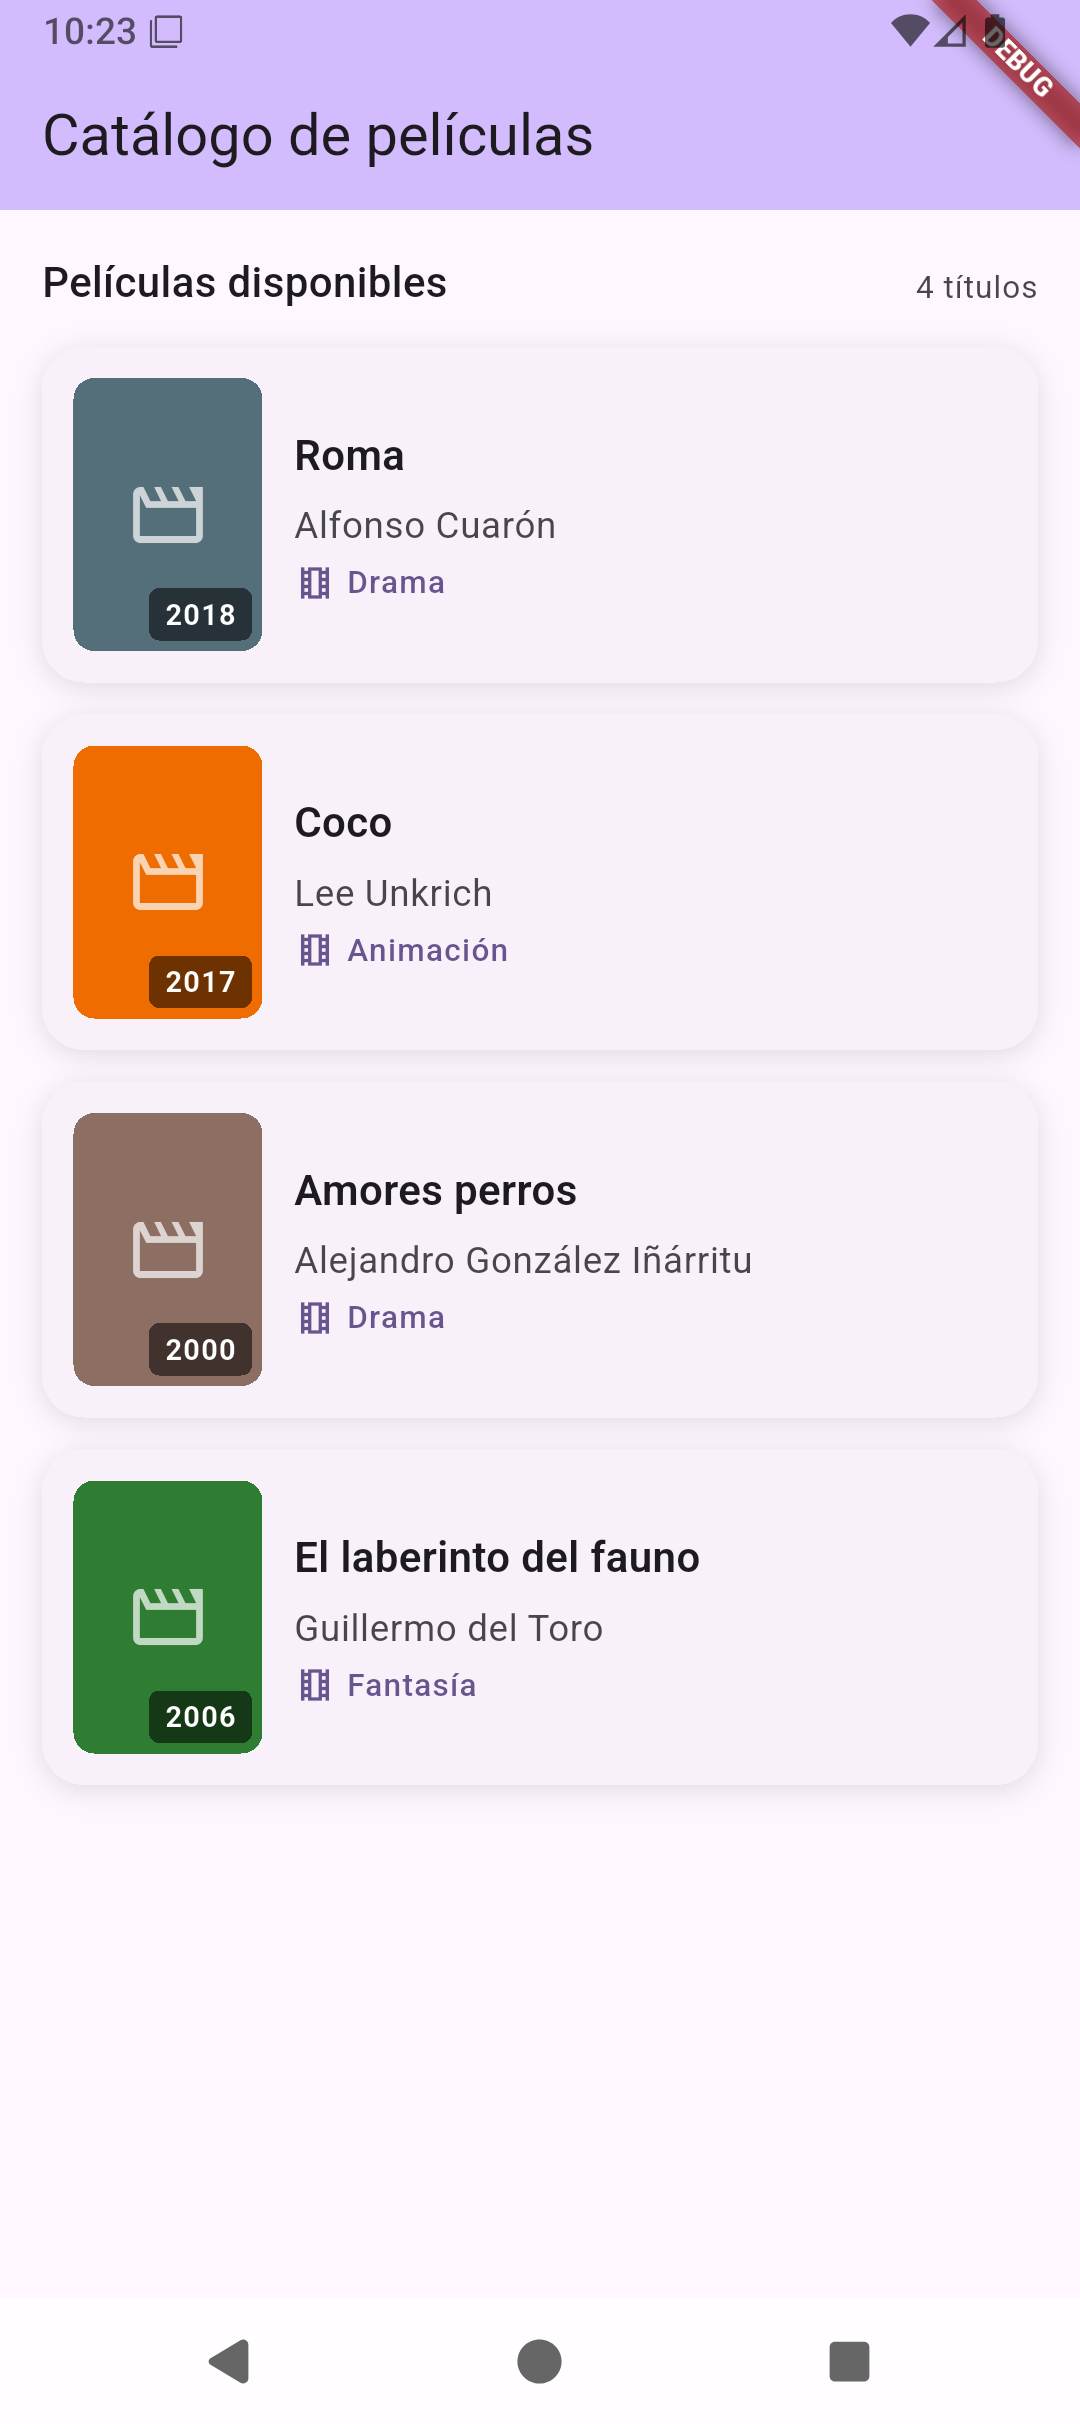 10:23
DEBUG
Catálogo de películas
Películas disponibles
4 títulos
Roma
Alfonso Cuarón
Drama
2018
Coco
Lee Unkrich
Animación
2017
Amores perros
Alejandro González Iñárritu
Drama
2000
El laberinto del fauno
Guillermo del Toro
Fantasía
2006